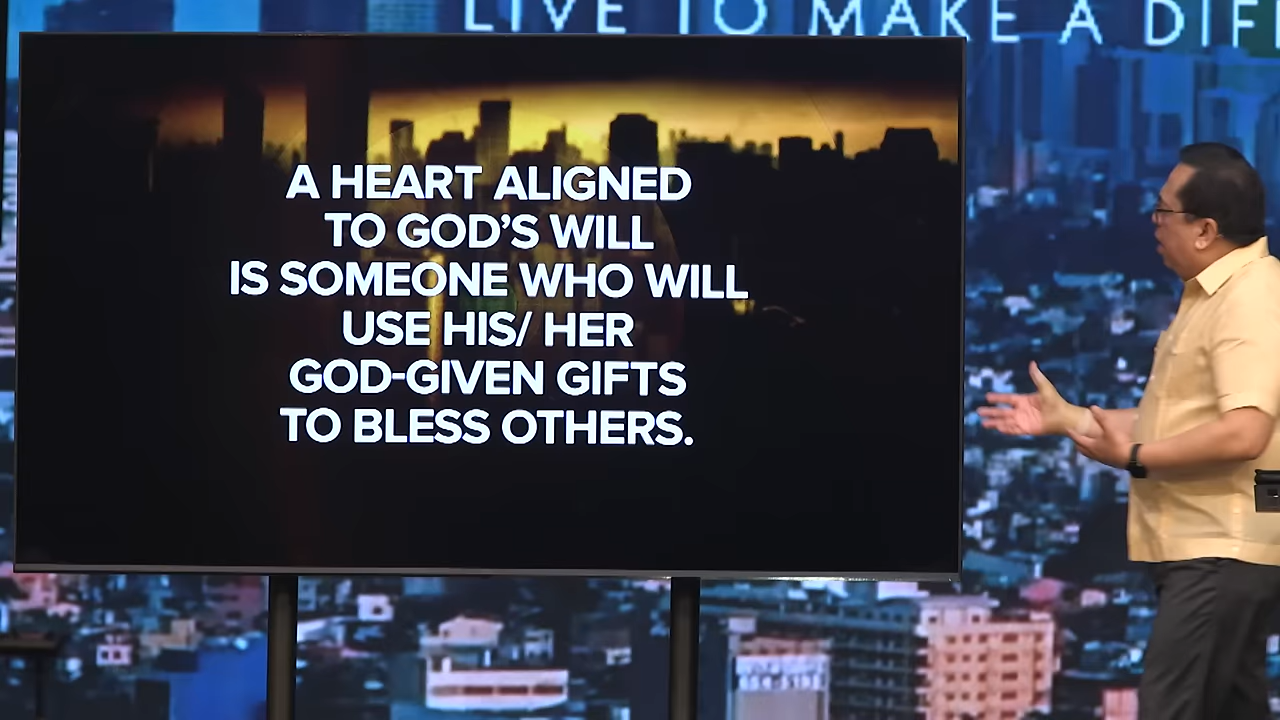 LIVE TO MAKE A
A HEART ALIGNED
TO GOD'S WILL
IS SOMEONE WHO WILL
USE HIS/ HER
GOD-GIVEN GIFTS
TO BLESS OTHERS.